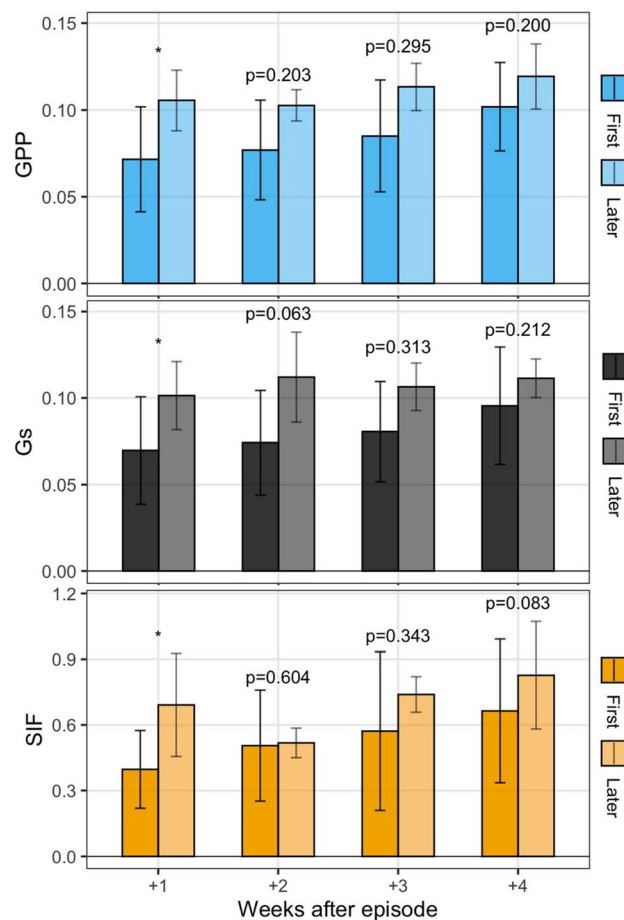 0.15
0.10
0.05
0.00
GPP
*
p=0.203
p=0.295
p=0.200
First
Later
0.15
0.10
0.05
0.00
Gs
*
p=0.063
p=0.313
p=0.212
First
Later
1.2
0.9
0.6
0.3
0.0
SIF
*
p=0.604
p=0.343
p=0.083
First
Later
+1
+2
+3
+4
Weeks after episode